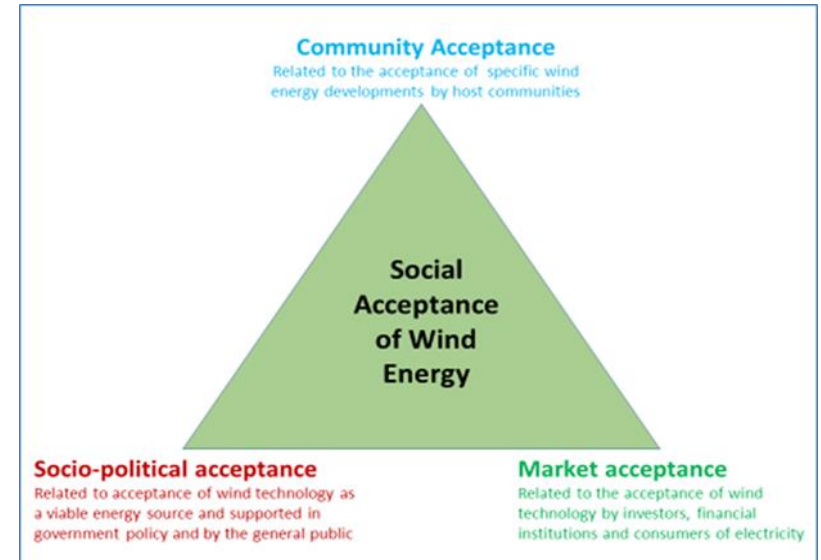 Community Acceptance
Related to the acceptance of specific wind
energy developments by host communities
Social
Acceptance
of Wind
Energy
Socio-political acceptance
Related to acceptance of wind technology as
a viable energy source and supported in
government policy and by the general public
Market acceptance
Related to the acceptance of wind
technology by investors, financial
institutions and consumers of electricity